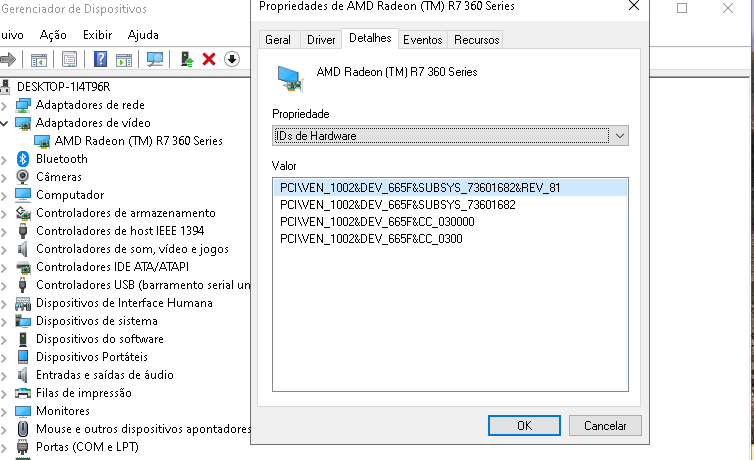 Gerenciador de Dispositivos
uivo Ação Exibir Ajuda
DESKTOP-1I4T96R
Adaptadores de rede
Adaptadores de vídeo
AMD Radeon (TM) R7 360 Series
Bluetooth
Câmeras
Computador
Controladores de armazenamento
Controladores de host IEEE 1394
Controladores de som, vídeo e jogos
Controladores IDE ATA/ATAPI
Controladores USB (barramento serial un
Dispositivos de Interface Humana
Dispositivos de sistema
Dispositivos do software
Dispositivos Portáteis
Entradas e saídas de áudio
Filas de impressão
Monitores
Mouse e outros dispositivos apontadores
Portas (COM e LPT)
Propriedades de AMD Radeon (TM) R7 360 Series
Geral Driver Detalhes Eventos Recursos
AMD Radeon (TM) R7 360 Series
Propriedade
IDs de Hardware
Valor
PCI\VEN_1002&DEV_665F&SUBSYS_73601682&REV_81
PCI\VEN_1002&DEV_665F&SUBSYS_73601682
PCI\VEN_1002&DEV_665F&CC_030000
PCI\VEN_1002&DEV_665F&CC_0300
OK Cancelar